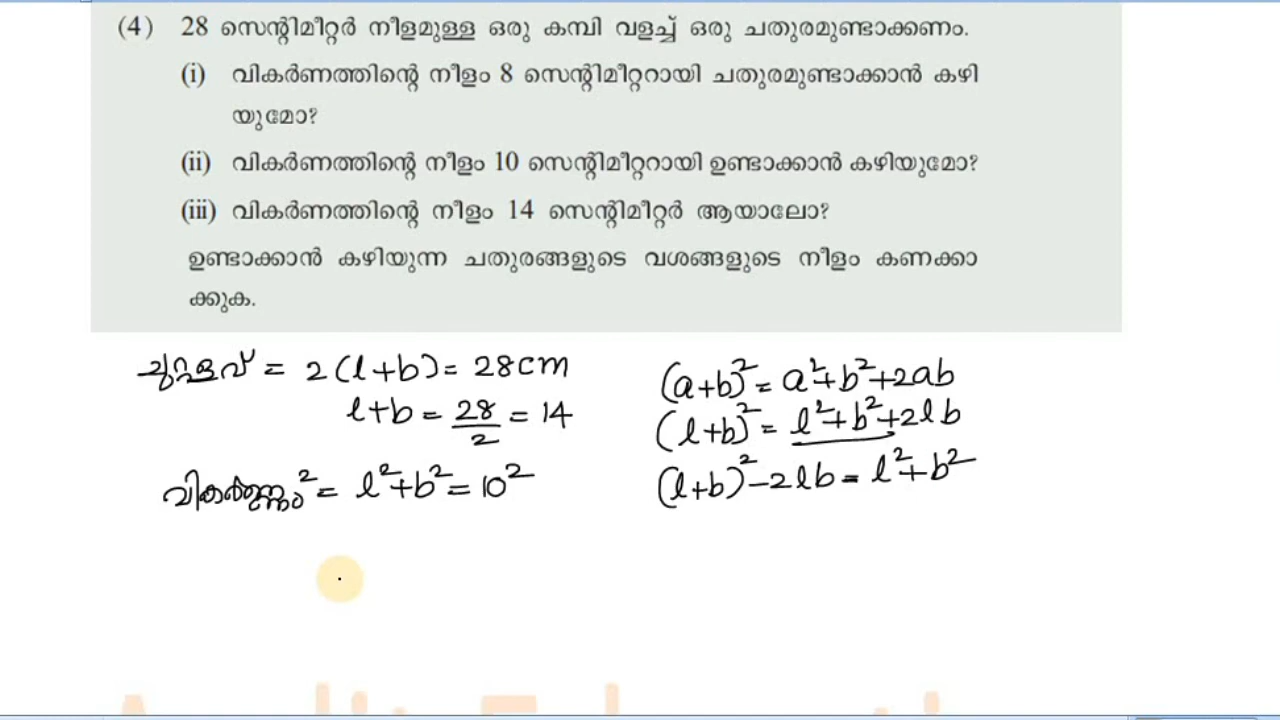 (4) 28 സെന്റിമീറ്റർ നീളമുള്ള ഒരു കമ്പി വളച്ച് ഒരു ചതുരമുണ്ടാക്കണം.
(i) വികർണത്തിന്റെ നീളം 8 സെന്റിമീറ്ററായി ചതുരമുണ്ടാക്കാൻ കഴി
യുമോ?
(ii) വികർണത്തിന്റെ നീളം 10 സെന്റിമീറ്ററായി ഉണ്ടാക്കാൻ കഴിയുമോ?
(iii) വികർണത്തിന്റെ നീളം 14 സെന്റിമീറ്റർ ആയാലോ?
ഉണ്ടാക്കാൻ കഴിയുന്ന ചതുരങ്ങളുടെ വശങ്ങളുടെ നീളം കണക്കാ
ക്കുക.
ചുറ്റളവ് = 2(l+b) = 28cm
l+b = 28/2 = 14
വികർണ്ണം² = l²+b² = 10²
(a+b)² = a²+b²+2ab
(l+b)² = l²+b²+2lb
(l+b)²-2lb = l²+b²